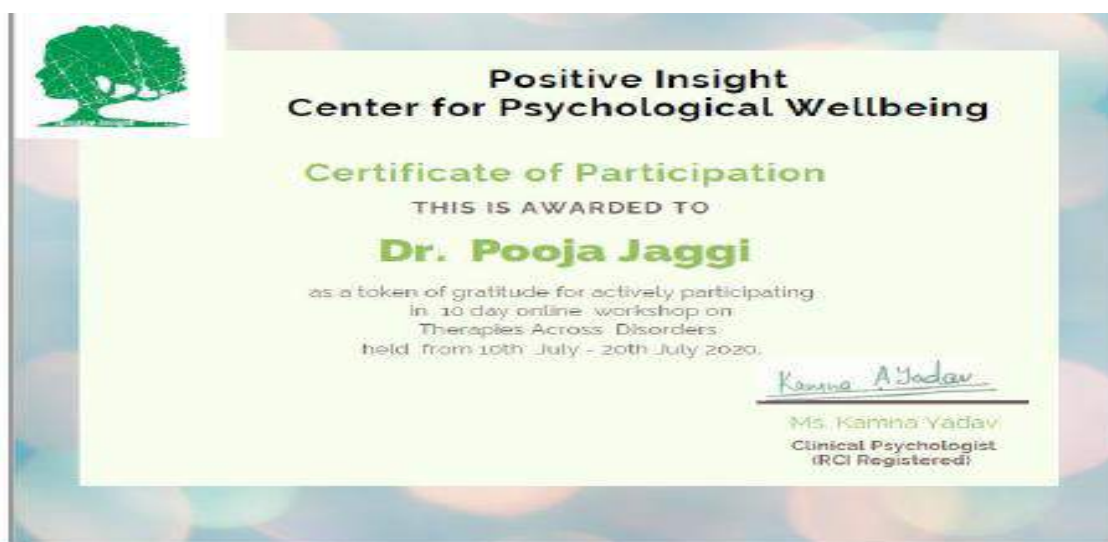 Positive Insight
Positive Insight
Center for Psychological Wellbeing
Certificate of Participation
THIS IS AWARDED TO
Dr. Pooja Jaggi
as a token of gratitude for actively participating
in 10 day online workshop on
Therapies Across Disorders
held from 10th July - 20th July 2020.
Kamna A Yadav
Ms. Kamna Yadav
Clinical Psychologist
(RCI Registered)